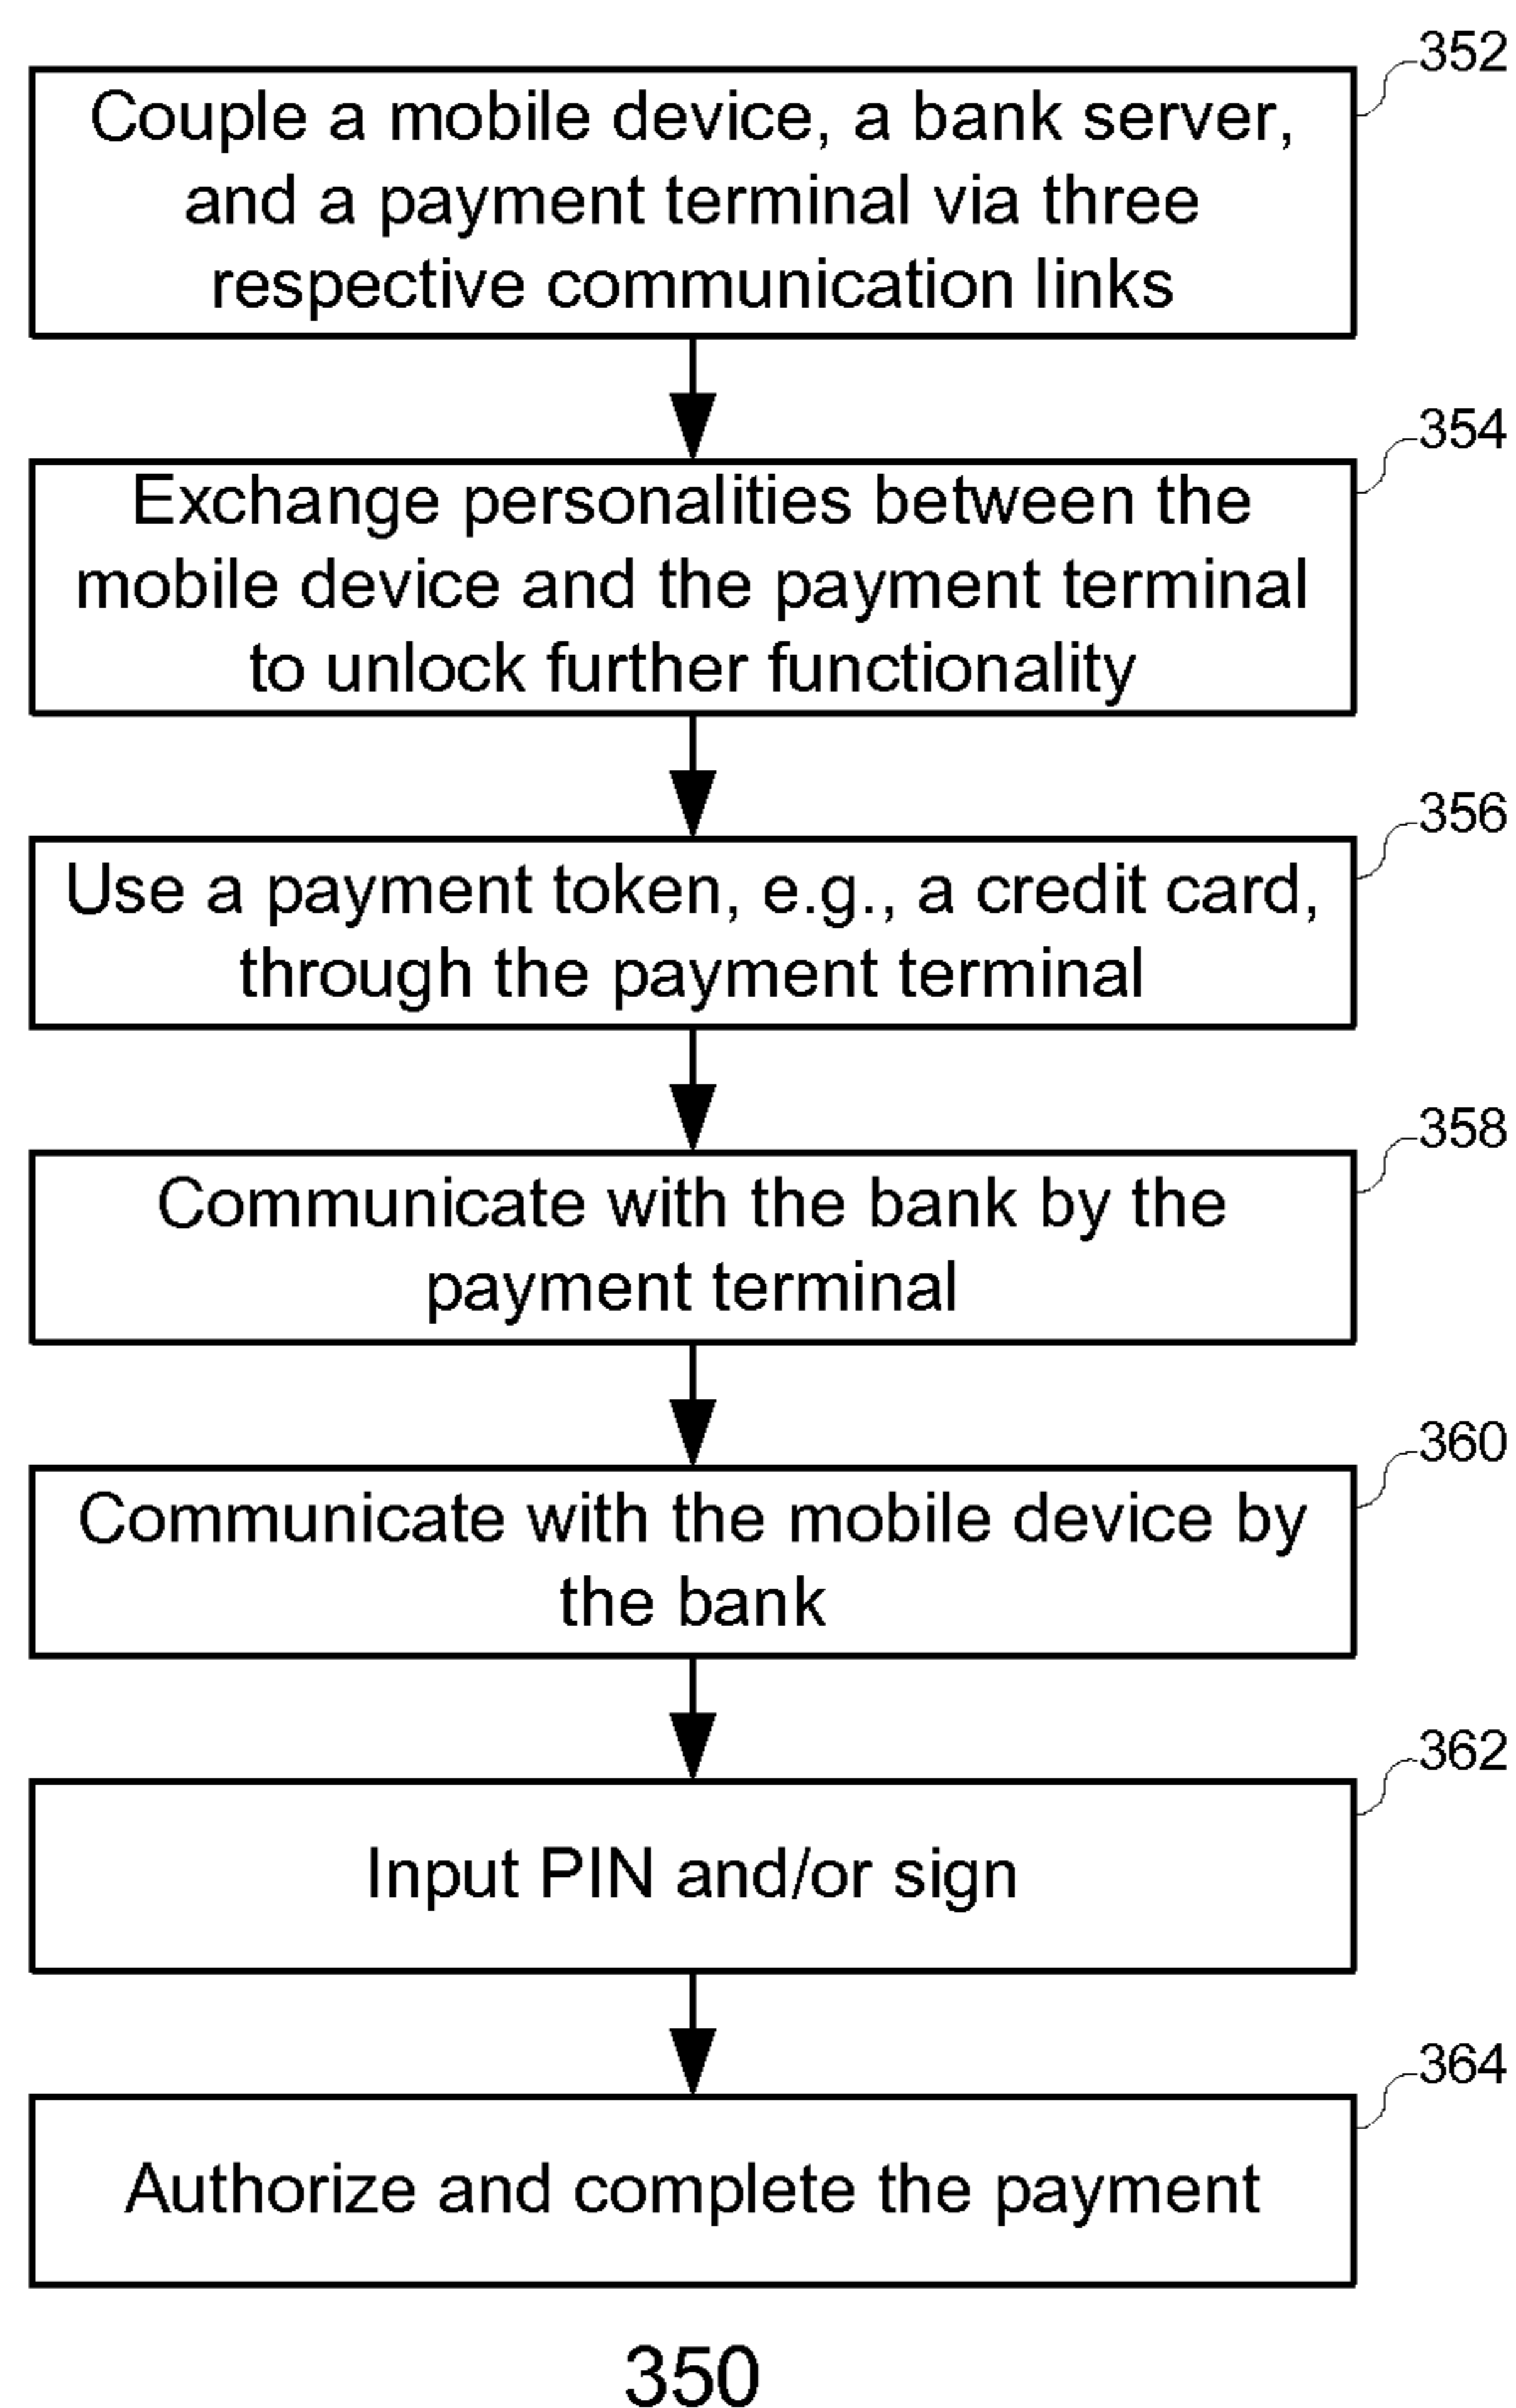 352
Couple a mobile device, a bank server,
and a payment terminal via three
respective communication links
354
Exchange personalities between the
mobile device and the payment terminal
to unlock further functionality
356
Use a payment token, e.g., a credit card,
through the payment terminal
358
Communicate with the bank by the
payment terminal
360
Communicate with the mobile device by
the bank
362
Input PIN and/or sign
364
Authorize and complete the payment
350